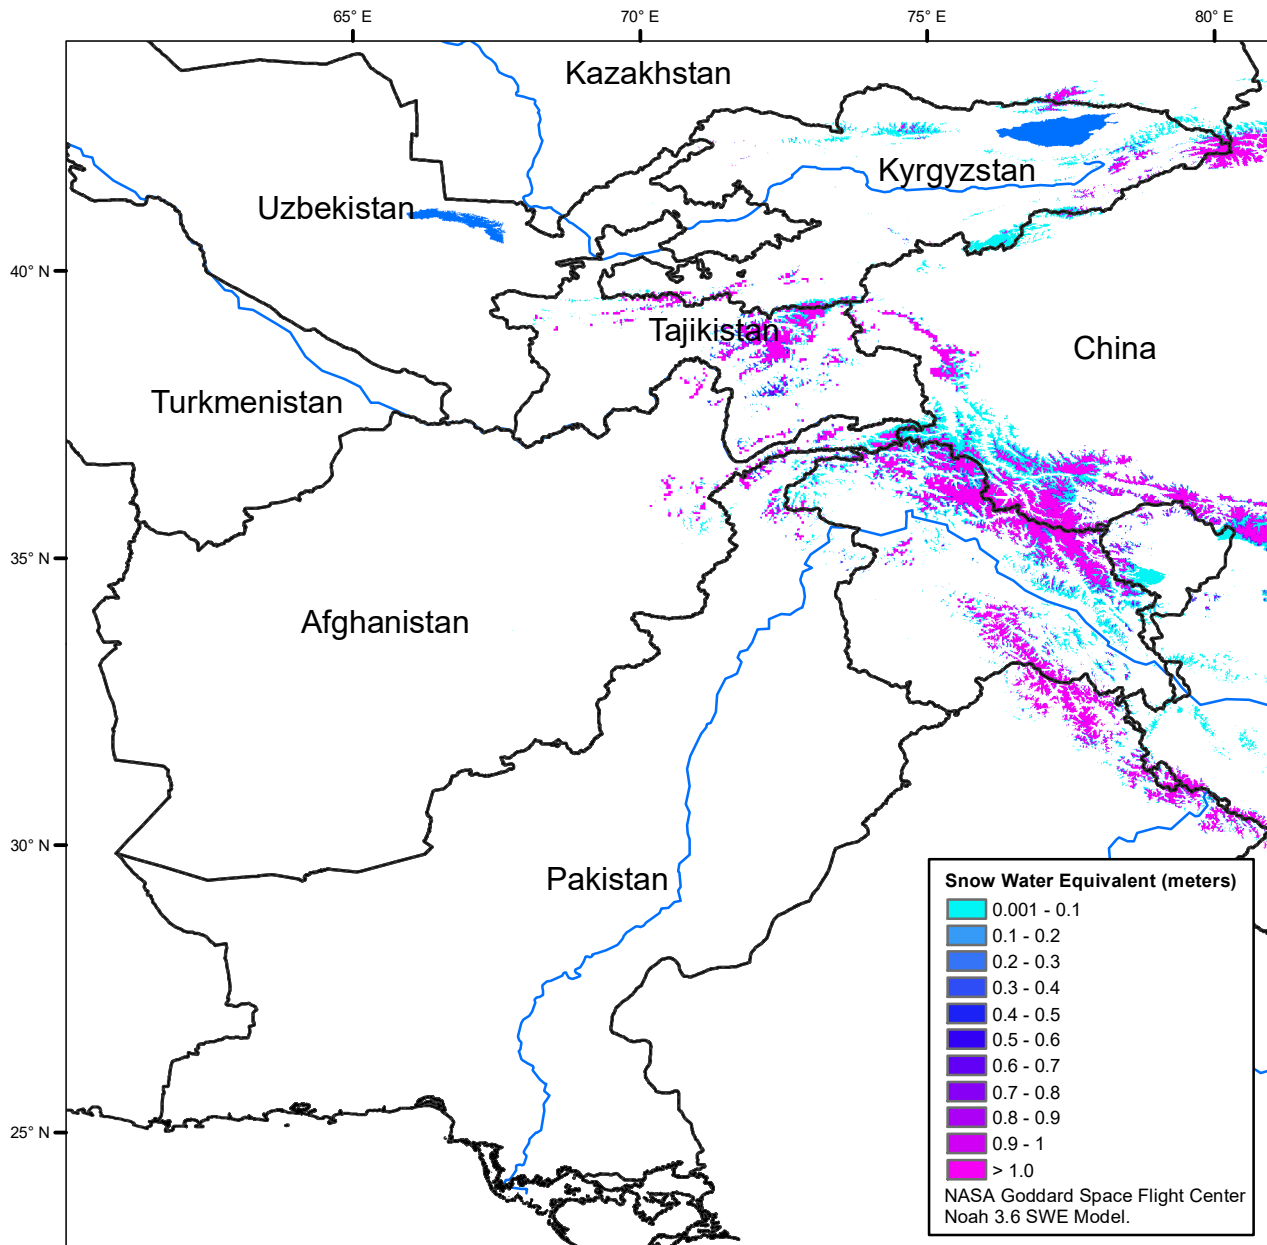 65° E
70° E
75° E
80° E
Kazakhstan
Kyrgyzstan
Uzbekistan
40° N
Tajikistan
China
Turkmenistan
35° N
Afghanistan
30° N
Pakistan
25° N
Snow Water Equivalent (meters)
0.001 - 0.1
0.1 - 0.2
0.2 - 0.3
0.3 - 0.4
0.4 - 0.5
0.5 - 0.6
0.6 - 0.7
0.7 - 0.8
0.8 - 0.9
0.9 - 1
> 1.0
NASA Goddard Space Flight Center
Noah 3.6 SWE Model.